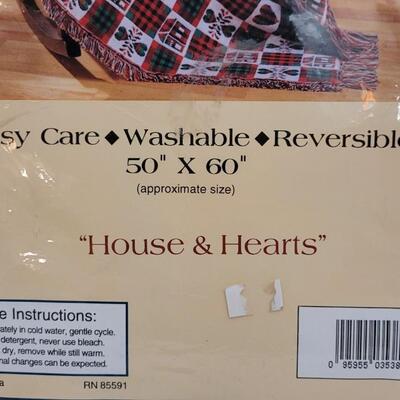 sy Care ◆ Washable ◆ Reversible
50" X 60"
(approximate size)
"House & Hearts"
e Instructions:
ately in cold water, gentle cycle.
detergent, never use bleach.
dry, remove while still warm.
nal changes can be expected.
a
RN 85591
0 95955 03538